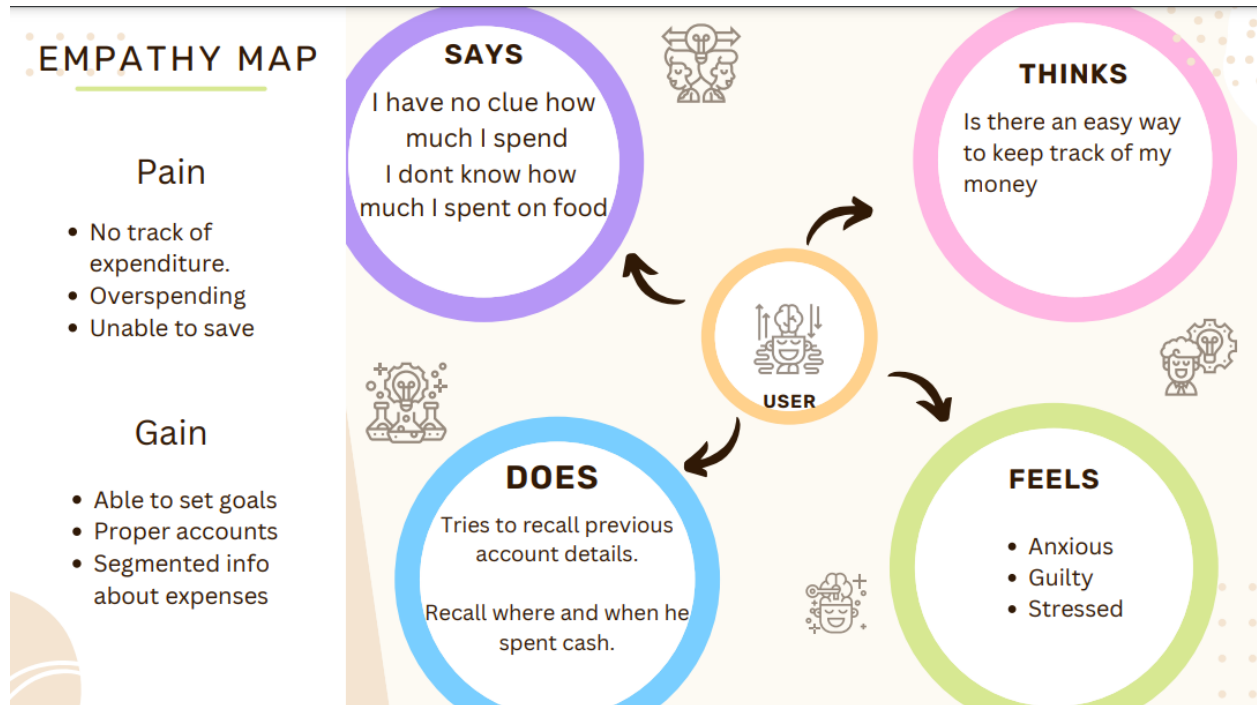 EMPATHY MAP
Pain
• No track of
expenditure.
• Overspending
• Unable to save
Gain
• Able to set goals
• Proper accounts
• Segmented info
about expenses
SAYS
I have no clue how
much I spend
I dont know how
much I spent on food
THINKS
Is there an easy way
to keep track of my
money
USER
DOES
Tries to recall previous
account details.
Recall where and when he
spent cash.
FEELS
• Anxious
• Guilty
• Stressed